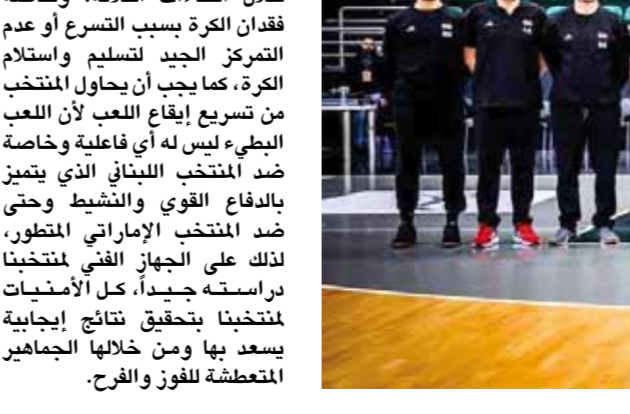 فقدان الكرة بسبب التسرع أو عدم
التمركز الجيد لتسليم واستلام
الكرة، كما يجب أن يحاول المنتخب
من تسريع إيقاع اللعب لأن اللعب
البطيء ليس له أي فاعلية وخاصة
ضد المنتخب اللبناني الذي يتميز
بالدفاع القوي والنشيط وحتى
ضد المنتخب الإماراتي المتطور،
لذلك على الجهاز الفني لمنتخبنا
دراسته جيداً، كل الأمنيات
لمنتخبنا بتحقيق نتائج إيجابية
يسعد بها ومن خلالها الجماهير
المتعطشة للفوز والفرح.